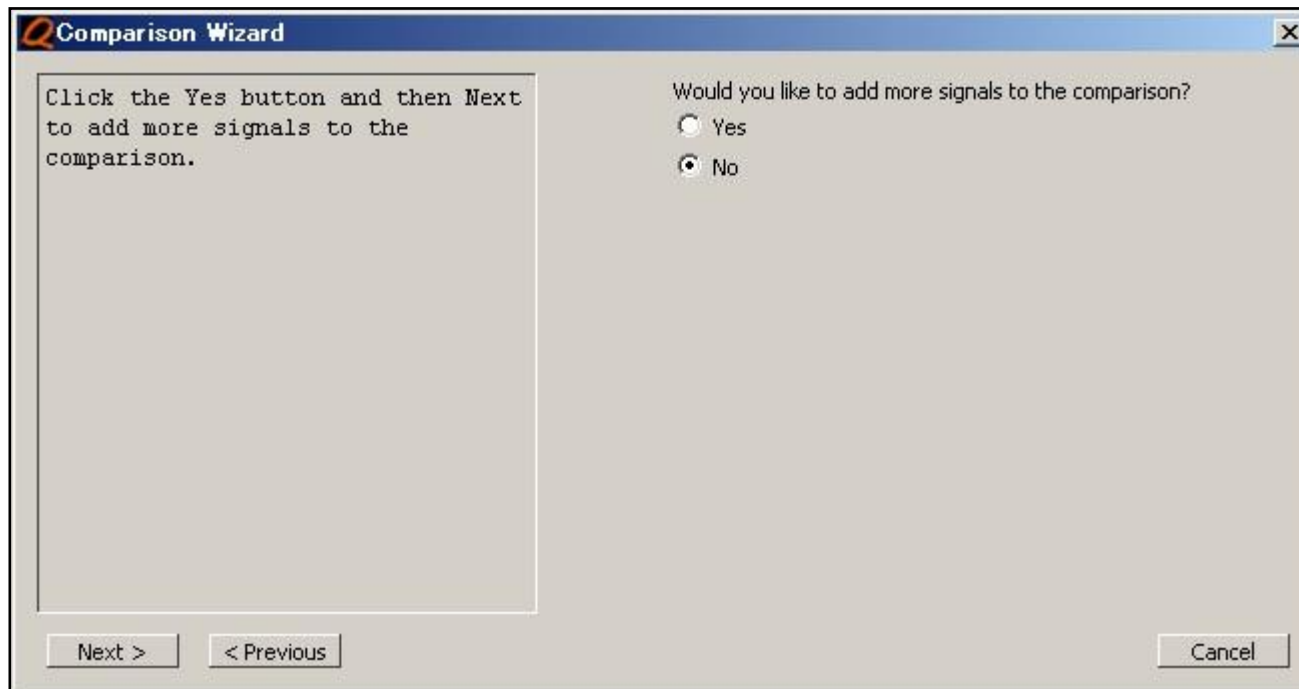 Comparison Wizard
Click the Yes button and then Next
to add more signals to the
comparison.
Would you like to add more signals to the comparison?
Yes
No
Next >
< Previous
Cancel